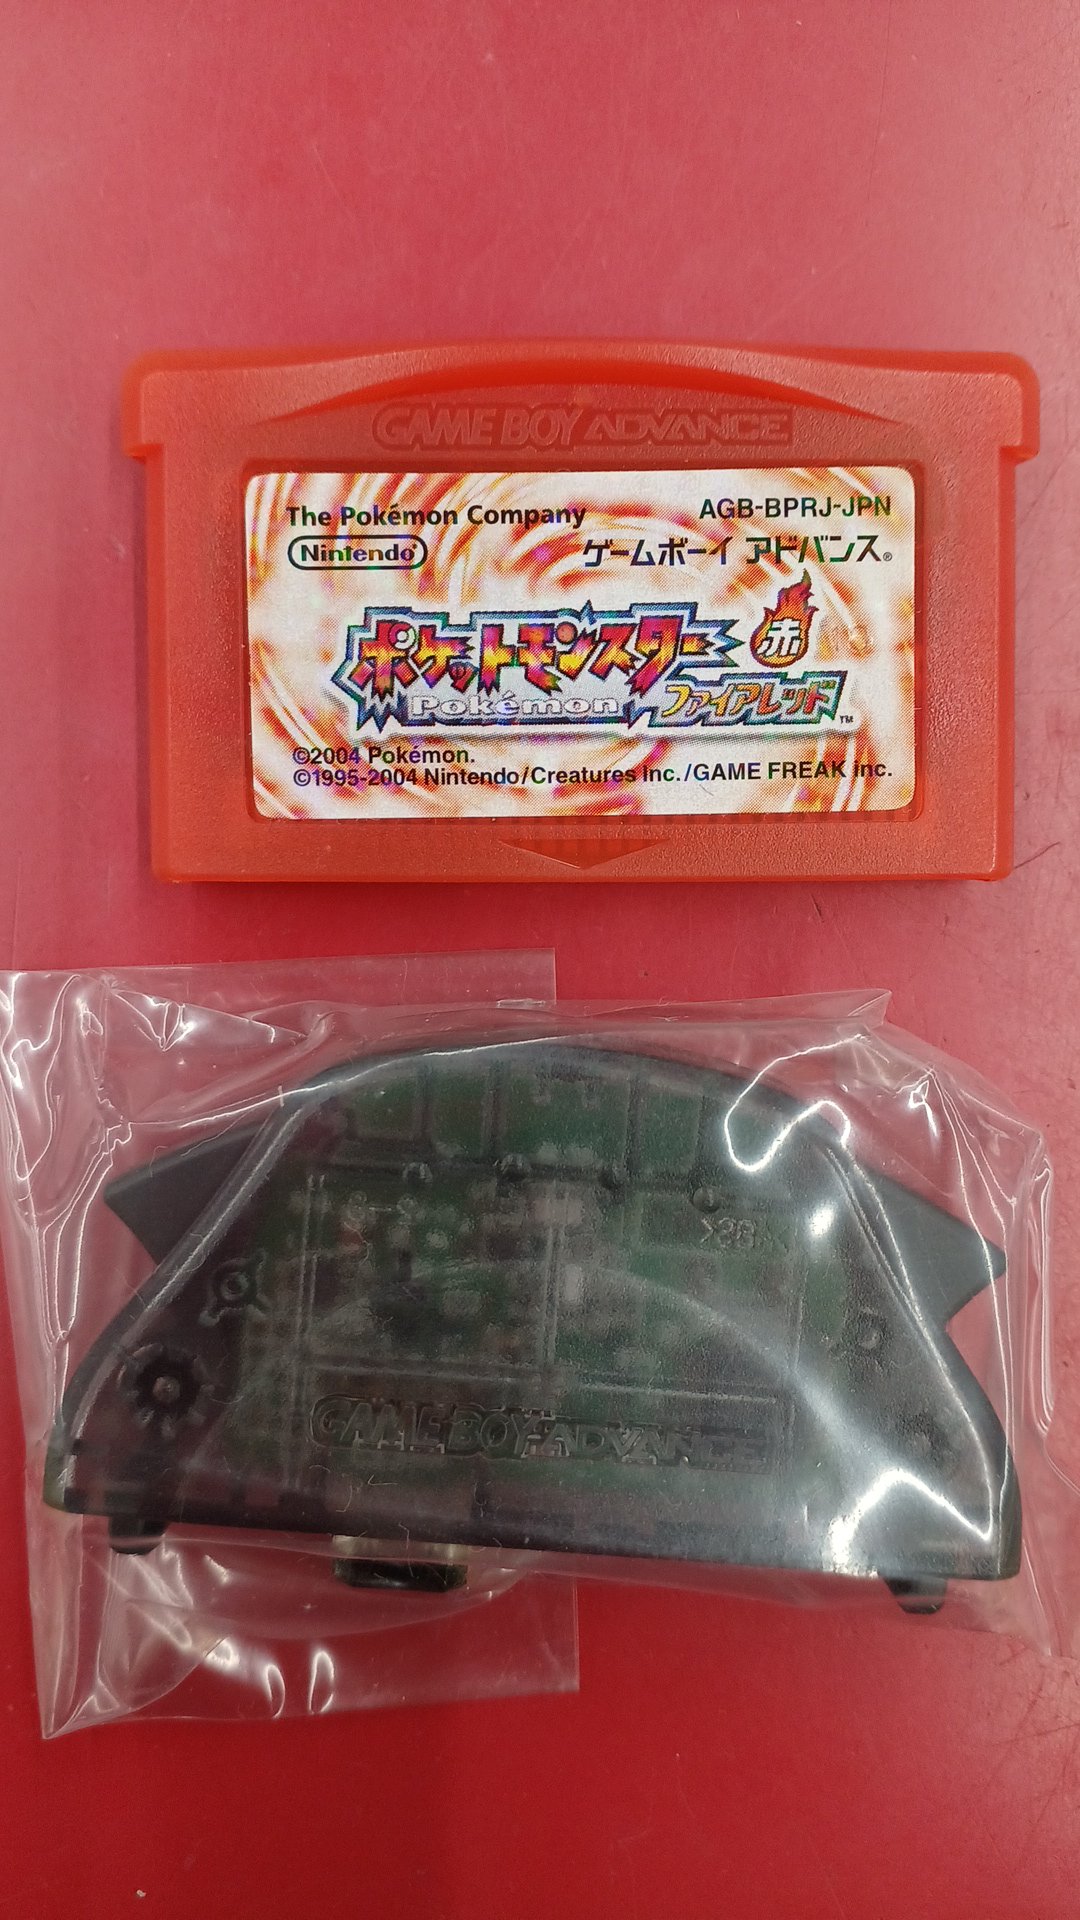 GAME BOY ADVANCE
The Pokémon Company
AGB-BPRJ-JPN
Nintendo®
ゲームボーイ アドバンス®
ポケットモンスター
赤
Pokémon
ファイアレッド™
©2004 Pokémon.
©1995-2004 Nintendo/Creatures inc./GAME FREAK inc.
GAME BOY ADVANCE